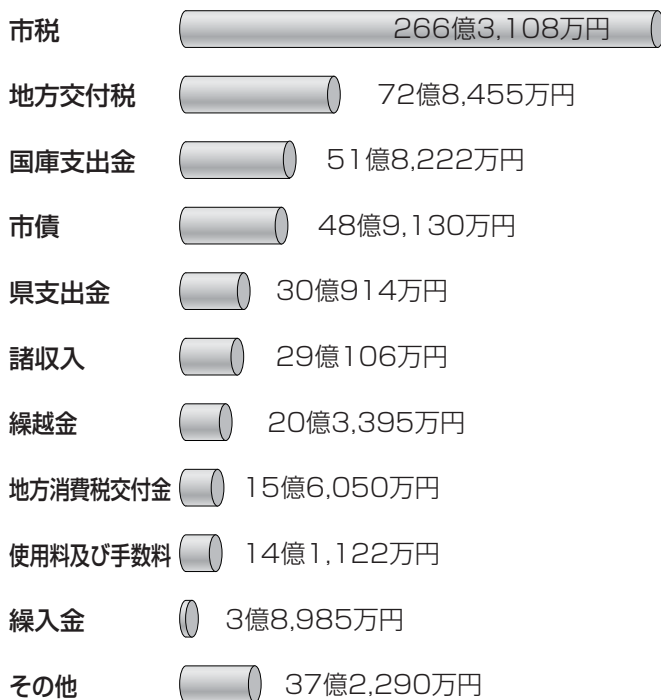 市税 266億3,108万円
地方交付税 72億8,455万円
国庫支出金 51億8,222万円
市債 48億9,130万円
県支出金 30億914万円
諸収入 29億106万円
繰越金 20億3,395万円
地方消費税交付金 15億6,050万円
使用料及び手数料 14億1,122万円
繰入金 3億8,985万円
その他 37億2,290万円